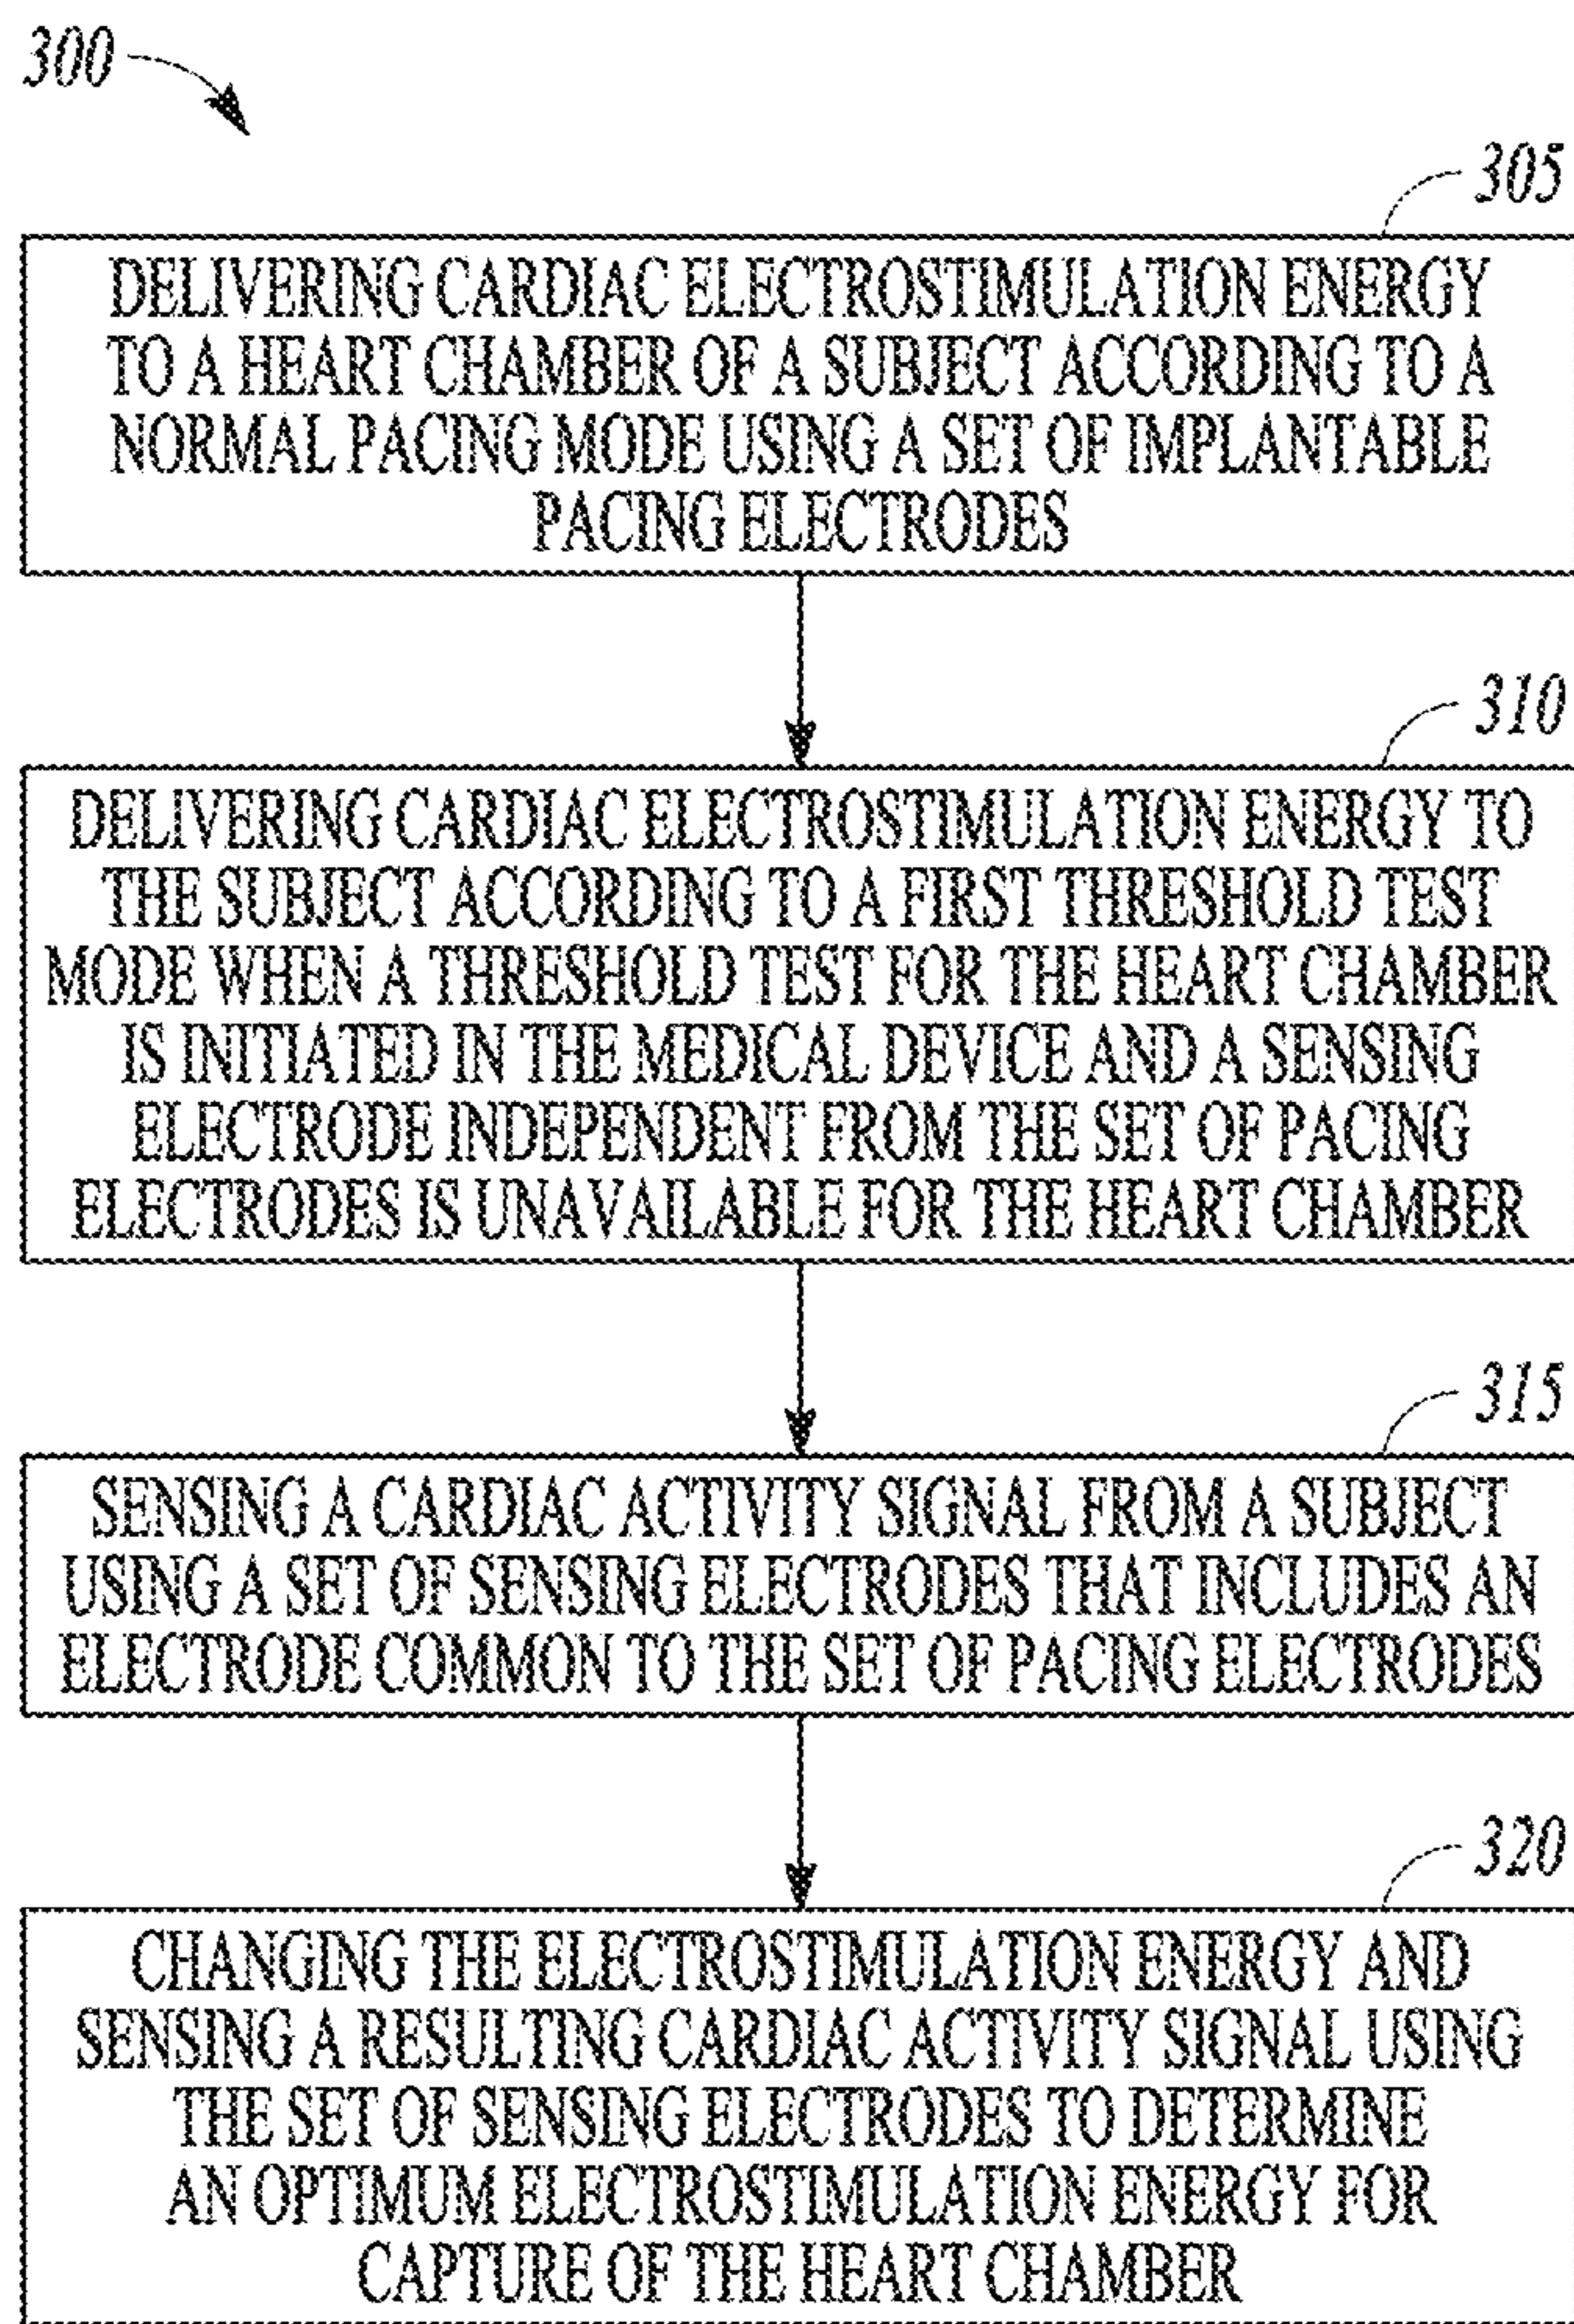 300
305
DELIVERING CARDIAC ELECTROSTIMULATION ENERGY
TO A HEART CHAMBER OF A SUBJECT ACCORDING TO A
NORMAL PACING MODE USING A SET OF IMPLANTABLE
PACING ELECTRODES
310
DELIVERING CARDIAC ELECTROSTIMULATION ENERGY TO
THE SUBJECT ACCORDING TO A FIRST THRESHOLD TEST
MODE WHEN A THRESHOLD TEST FOR THE HEART CHAMBER
IS INITIATED IN THE MEDICAL DEVICE AND A SENSING
ELECTRODE INDEPENDENT FROM THE SET OF PACING
ELECTRODES IS UNAVAILABLE FOR THE HEART CHAMBER
315
SENSING A CARDIAC ACTIVITY SIGNAL FROM A SUBJECT
USING A SET OF SENSING ELECTRODES THAT INCLUDES AN
ELECTRODE COMMON TO THE SET OF PACING ELECTRODES
320
CHANGING THE ELECTROSTIMULATION ENERGY AND
SENSING A RESULTING CARDIAC ACTIVITY SIGNAL USING
THE SET OF SENSING ELECTRODES TO DETERMINE
AN OPTIMUM ELECTROSTIMULATION ENERGY FOR
CAPTURE OF THE HEART CHAMBER